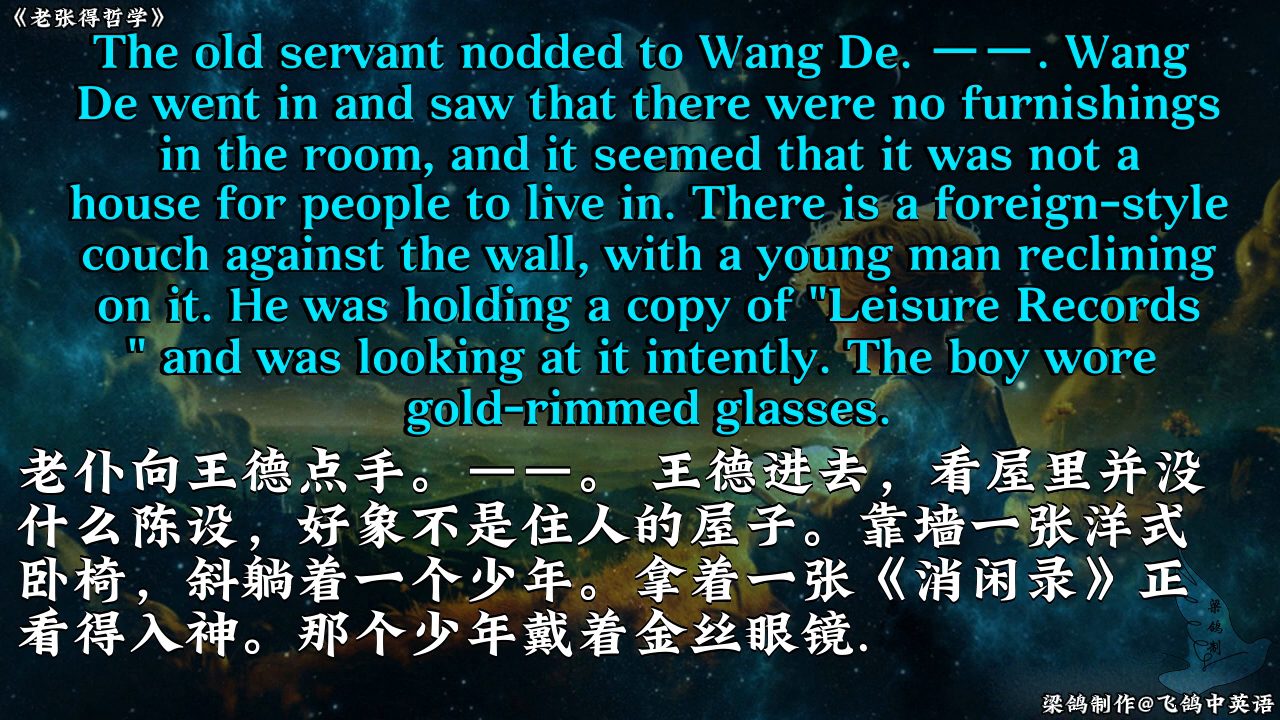 《老张得哲学》
The old servant nodded to Wang De. 一一. Wang
De went in and saw that there were no furnishings
in the room, and it seemed that it was not a
house for people to live in. There is a foreign-style
couch against the wall, with a young man reclining
on it. He was holding a copy of "Leisure Records
" and was looking at it intently. The boy wore
gold-rimmed glasses.
老仆向王德点手。一一。 王德进去，看屋里并没
什么陈设，好象不是住人的屋子。靠墙一张洋式
卧椅，斜躺着一个少年。拿着一张《消闲录》正
看得入神。那个少年戴着金丝眼镜.
梁
鸽
制
梁鸽制作@飞鸽中英语